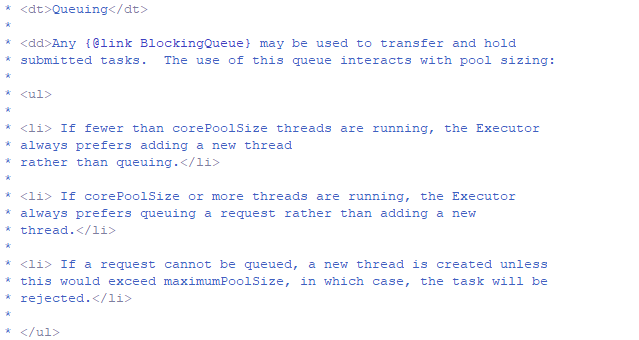 * <dt>Queuing</dt>
*
* <dd>Any {@link BlockingQueue} may be used to transfer and hold
* submitted tasks.  The use of this queue interacts with pool sizing:
*
* <ul>
*
* <li> If fewer than corePoolSize threads are running, the Executor
* always prefers adding a new thread
* rather than queuing.</li>
*
* <li> If corePoolSize or more threads are running, the Executor
* always prefers queuing a request rather than adding a new
* thread.</li>
*
* <li> If a request cannot be queued, a new thread is created unless
* this would exceed maximumPoolSize, in which case, the task will be
* rejected.</li>
*
* </ul>